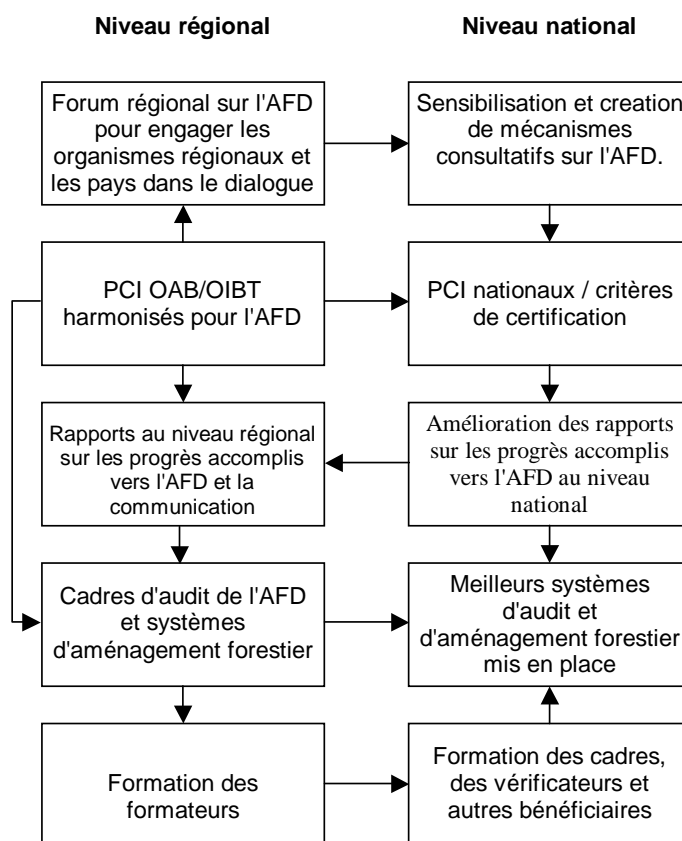 Niveau régional
Niveau national
Forum régional sur l'AFD
pour engager les
organismes régionaux et
les pays dans le dialogue
Sensibilisation et creation
de mécanismes
consultatifs sur l'AFD.
PCI OAB/OIBT
harmonisés pour l'AFD
PCI nationaux / critères
de certification
Rapports au niveau régional
sur les progrès accomplis
vers l'AFD et la
communication
Amélioration des rapports
sur les progrès accomplis
vers l'AFD au niveau
national
Cadres d'audit de l'AFD
et systèmes
d'aménagement forestier
Meilleurs systèmes
d'audit et
d'aménagement forestier
mis en place
Formation des
formateurs
Formation des cadres,
des vérificateurs et
autres bénéficiaires